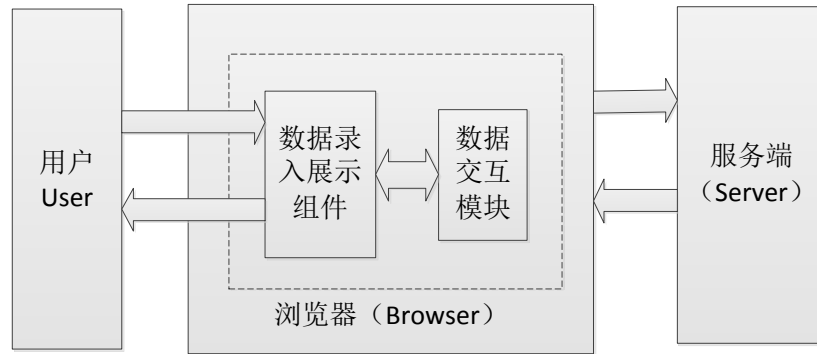 用户
User
数据录
入展示
组件
数据
交互
模块
浏览器（Browser）
服务端
（Server）